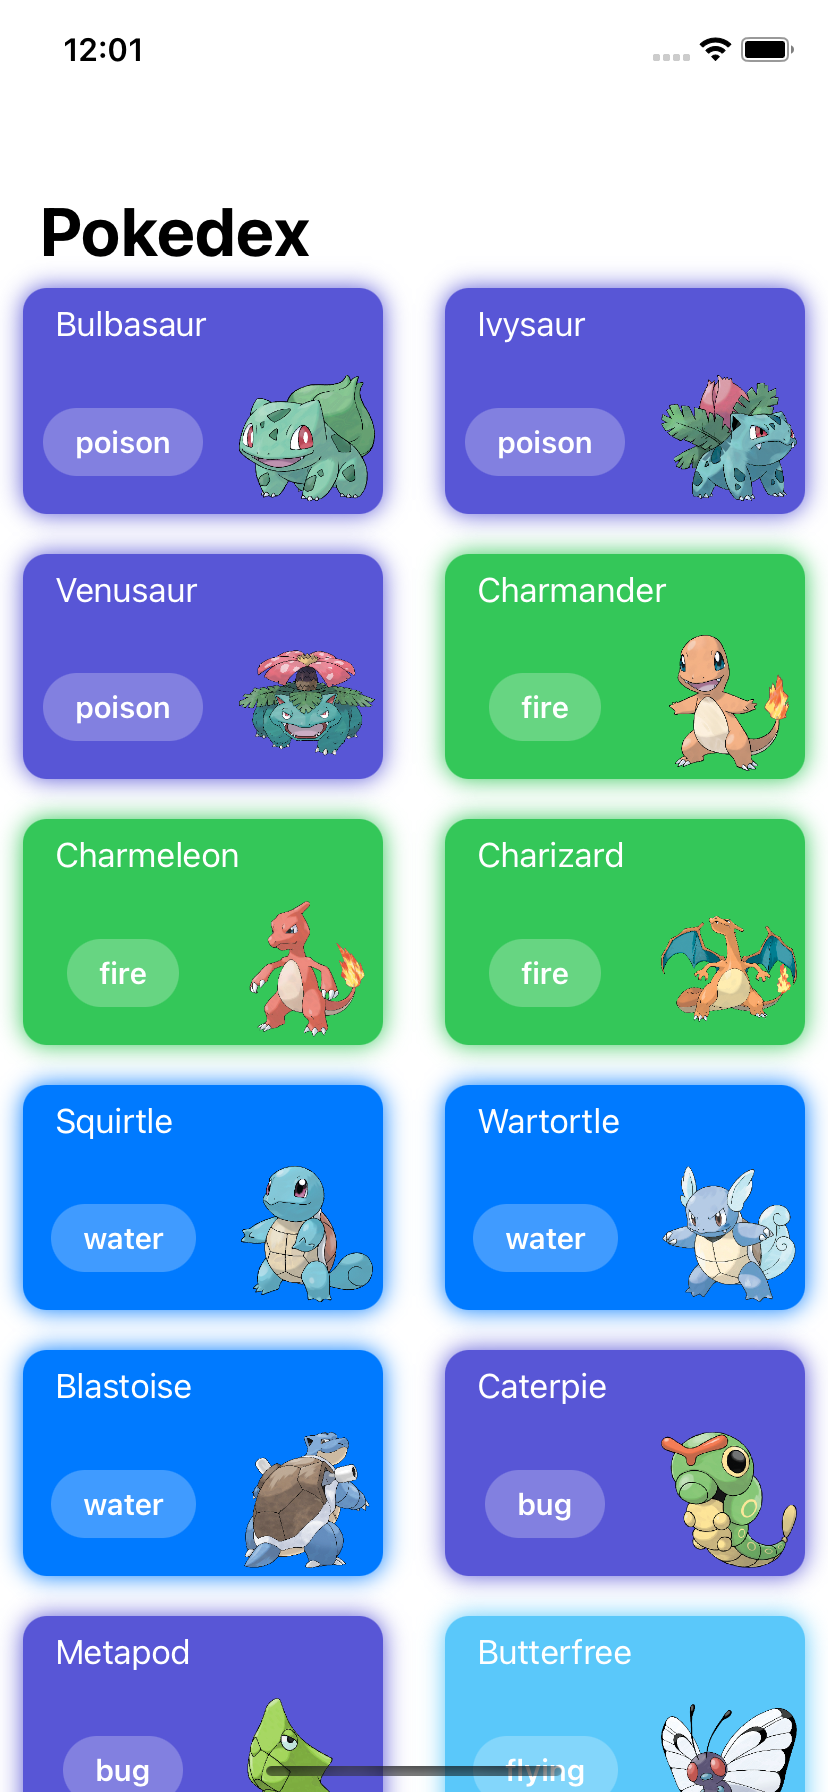 12:01
Pokedex
Bulbasaur
poison
Ivysaur
poison
Venusaur
poison
Charmander
fire
Charmeleon
fire
Charizard
fire
Squirtle
water
Wartortle
water
Blastoise
water
Caterpie
bug
Metapod
bug
Butterfree
flying